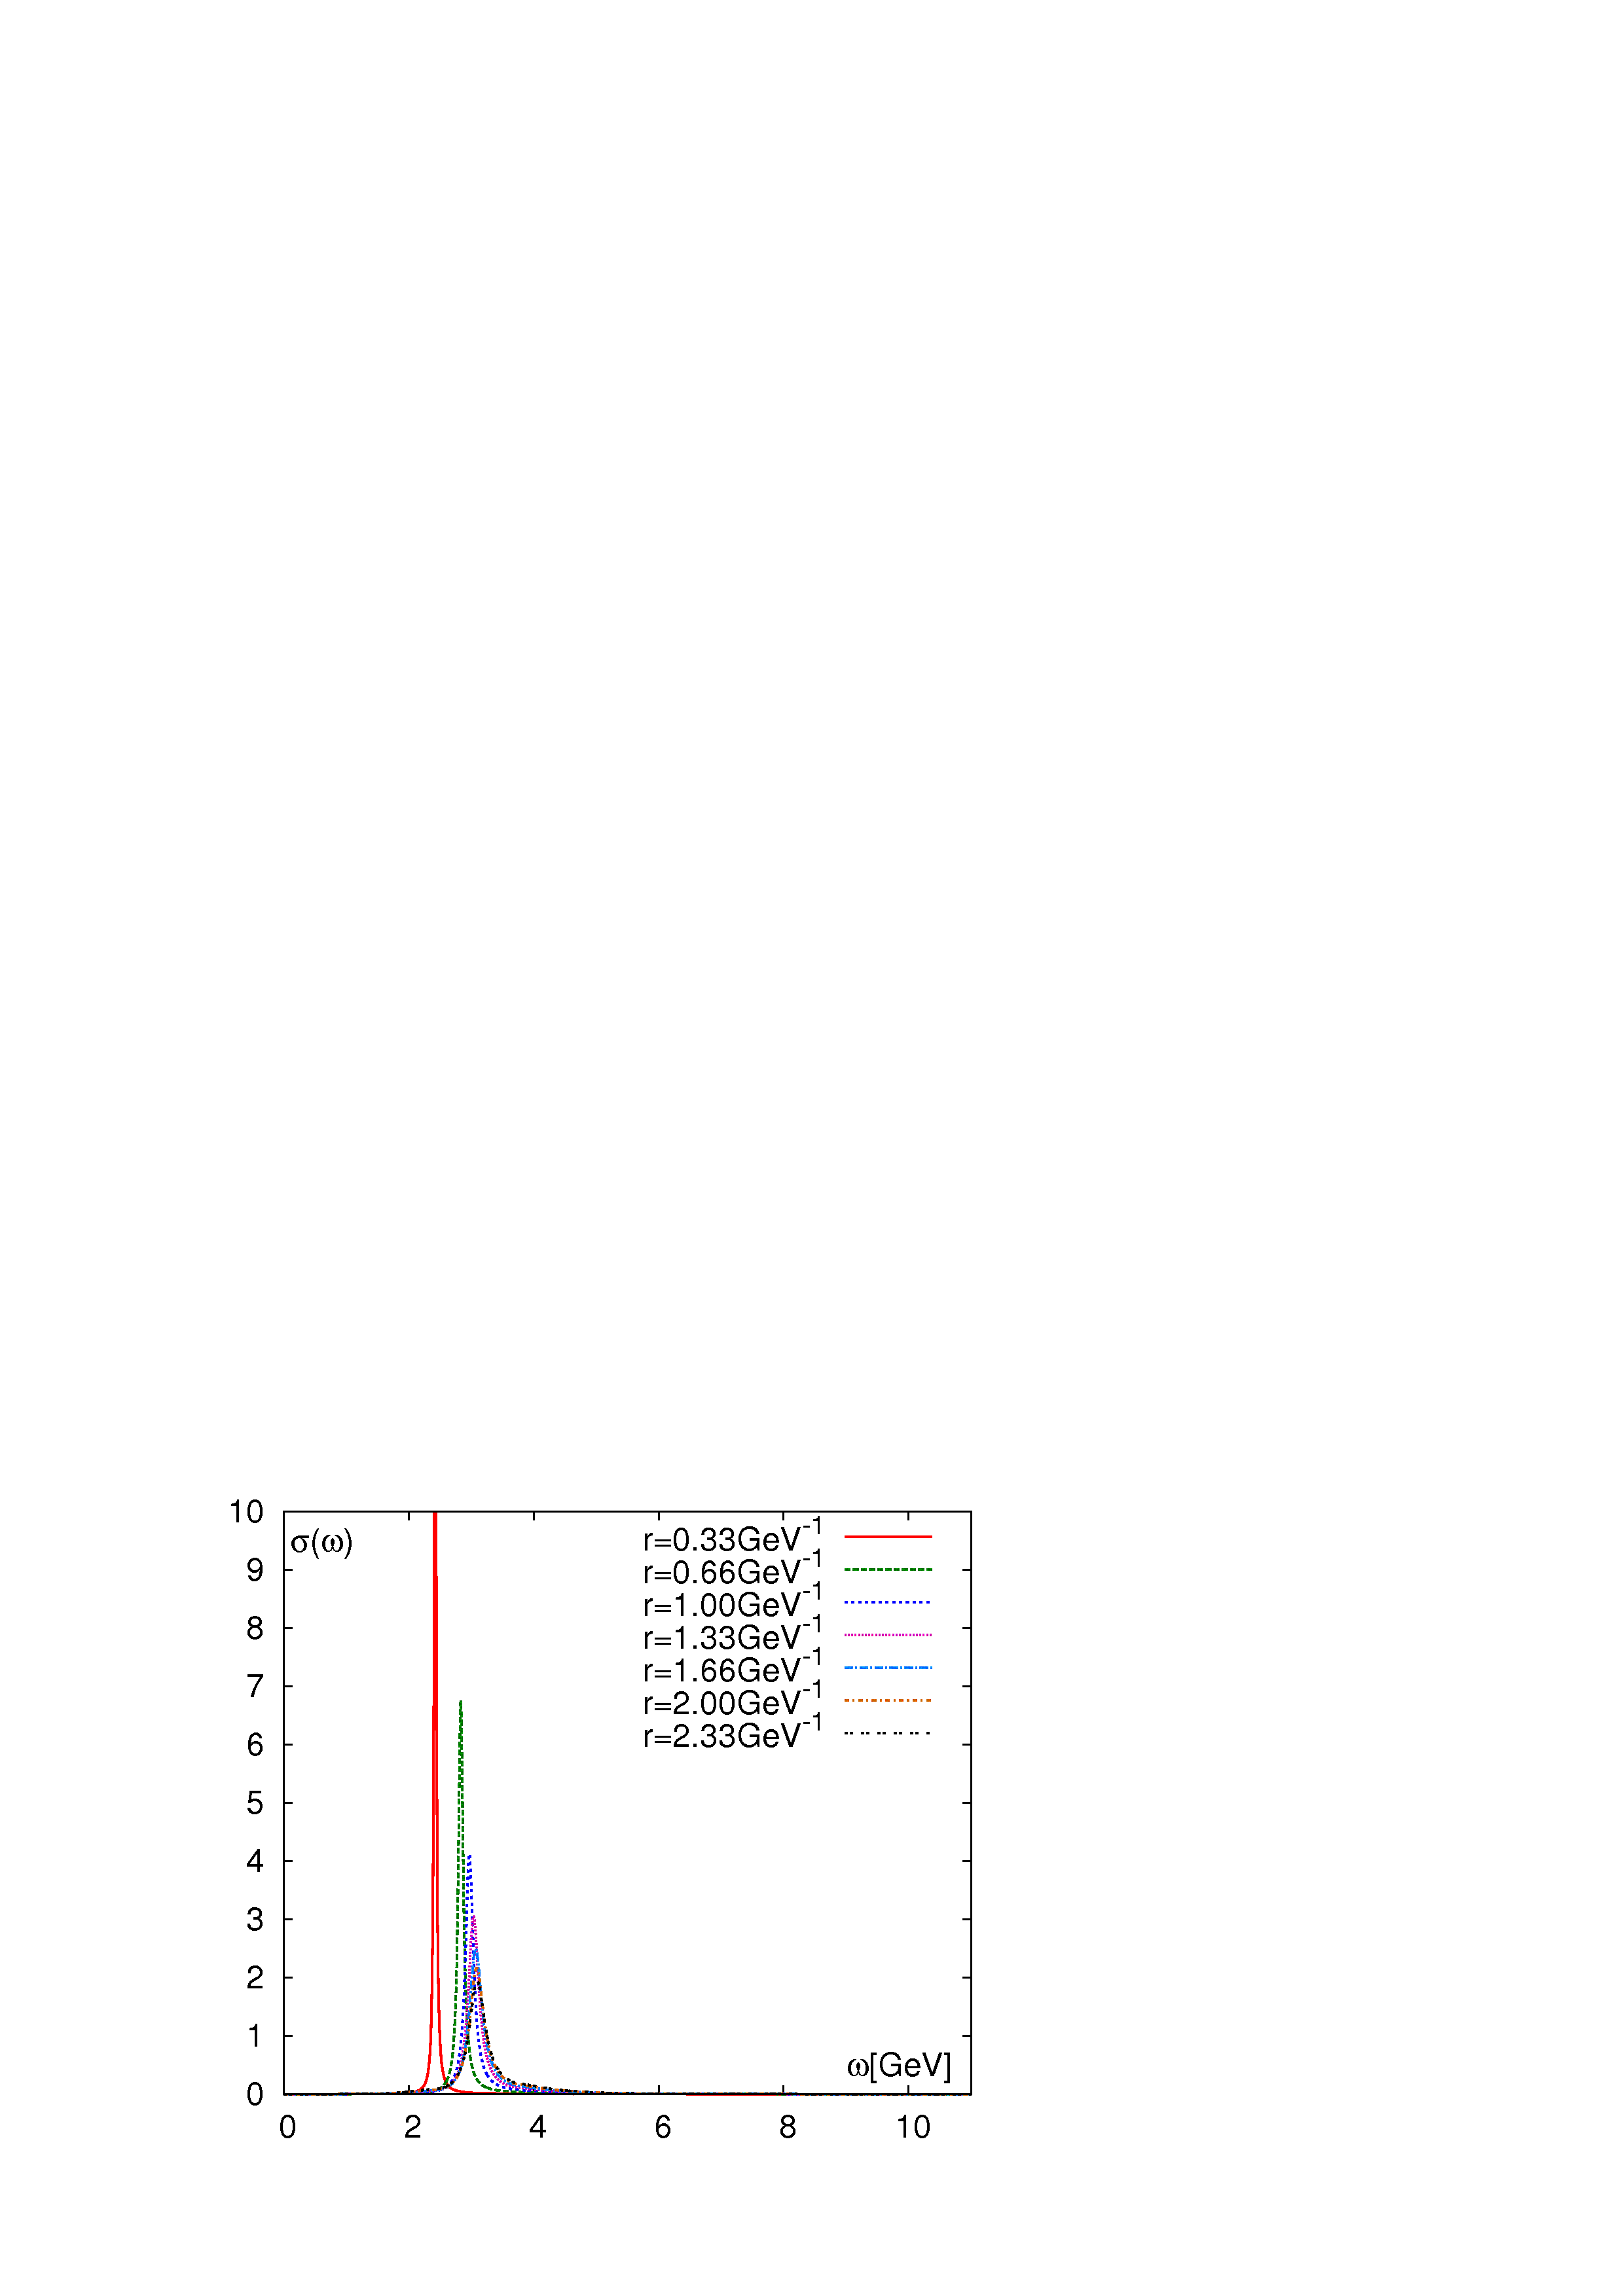 10
σ(ω)
9
8
7
6
5
4
3
2
1
0
r=0.33GeV-1
r=0.66GeV-1
r=1.00GeV-1
r=1.33GeV-1
r=1.66GeV-1
r=2.00GeV-1
r=2.33GeV-1
ω[GeV]
0 2 4 6 8 10